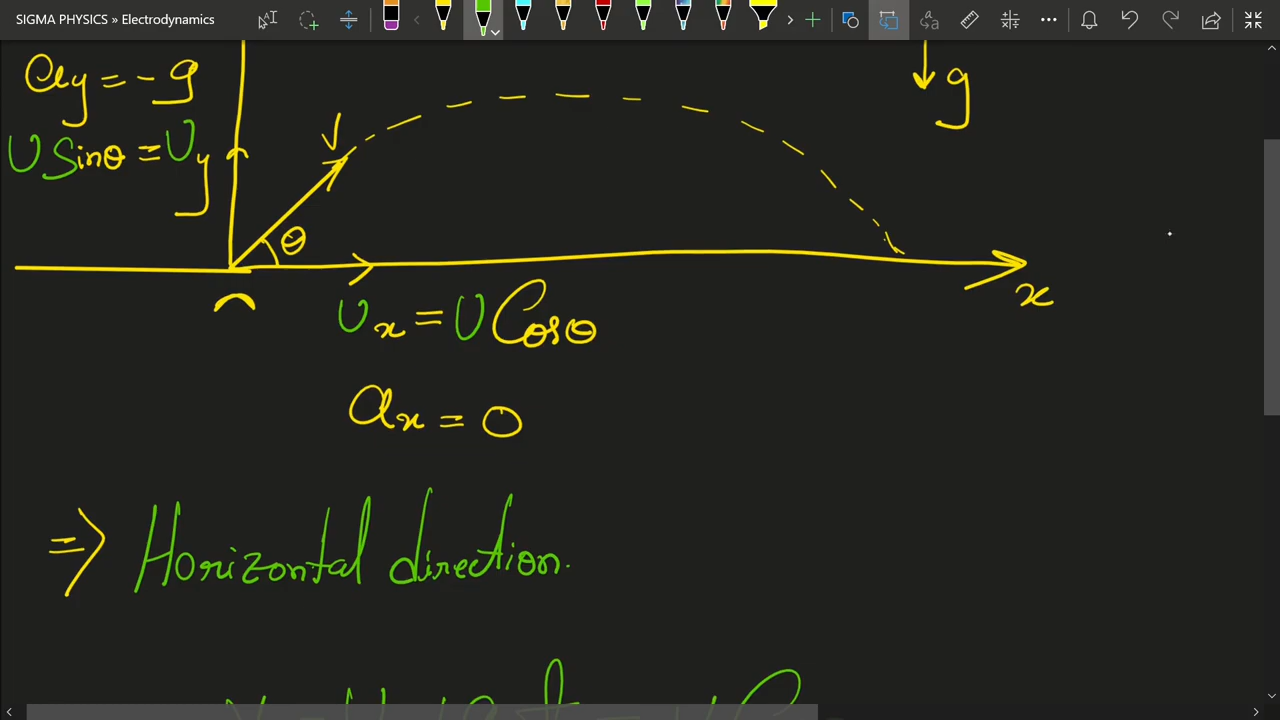 SIGMA PHYSICS » Electrodynamics
ay = -g
g
U Sinθ = Uy
θ
x
Ux = U Cosθ
ax = 0
=> Horizontal direction.